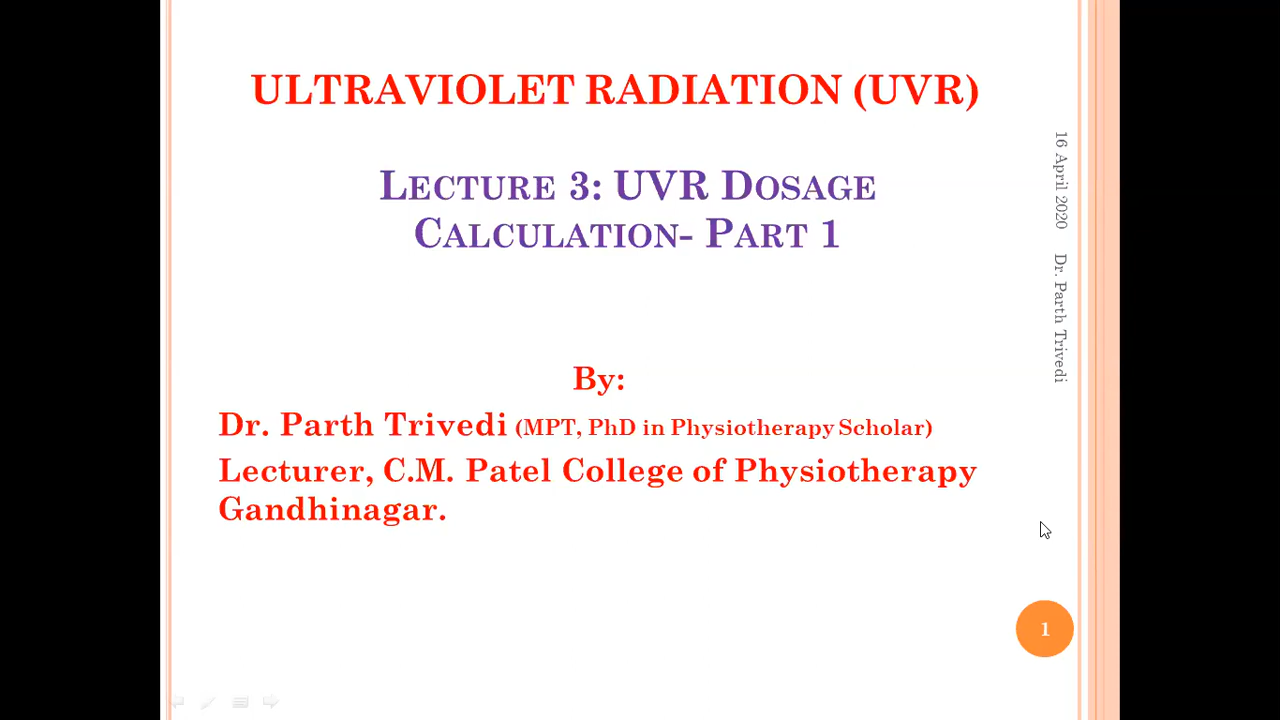 ULTRAVIOLET RADIATION (UVR)
LECTURE 3: UVR DOSAGE
CALCULATION- PART 1
By:
Dr. Parth Trivedi (MPT, PhD in Physiotherapy Scholar)
Lecturer, C.M. Patel College of Physiotherapy
Gandhinagar.
16 April 2020 Dr. Parth Trivedi
1